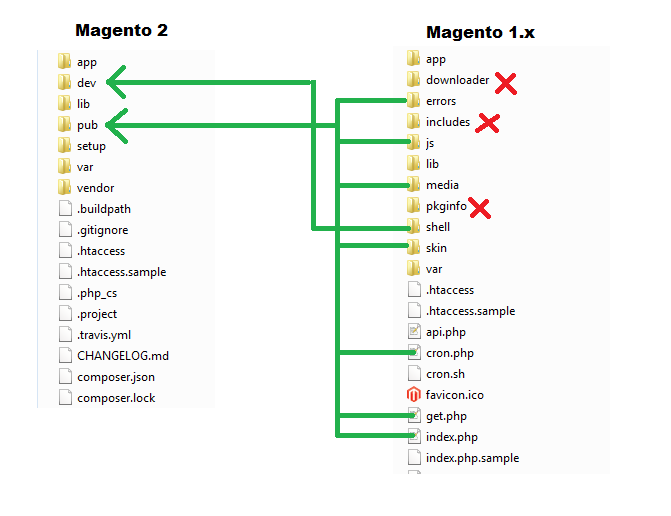 Magento 2
app
dev
lib
pub
setup
var
vendor
.buildpath
.gitignore
.htaccess
.htaccess.sample
.php_cs
.project
.travis.yml
CHANGELOG.md
composer.json
composer.lock
Magento 1.x
app
downloader
errors
includes
js
lib
media
pkginfo
shell
skin
var
.htaccess
.htaccess.sample
api.php
cron.php
cron.sh
favicon.ico
get.php
index.php
index.php.sample